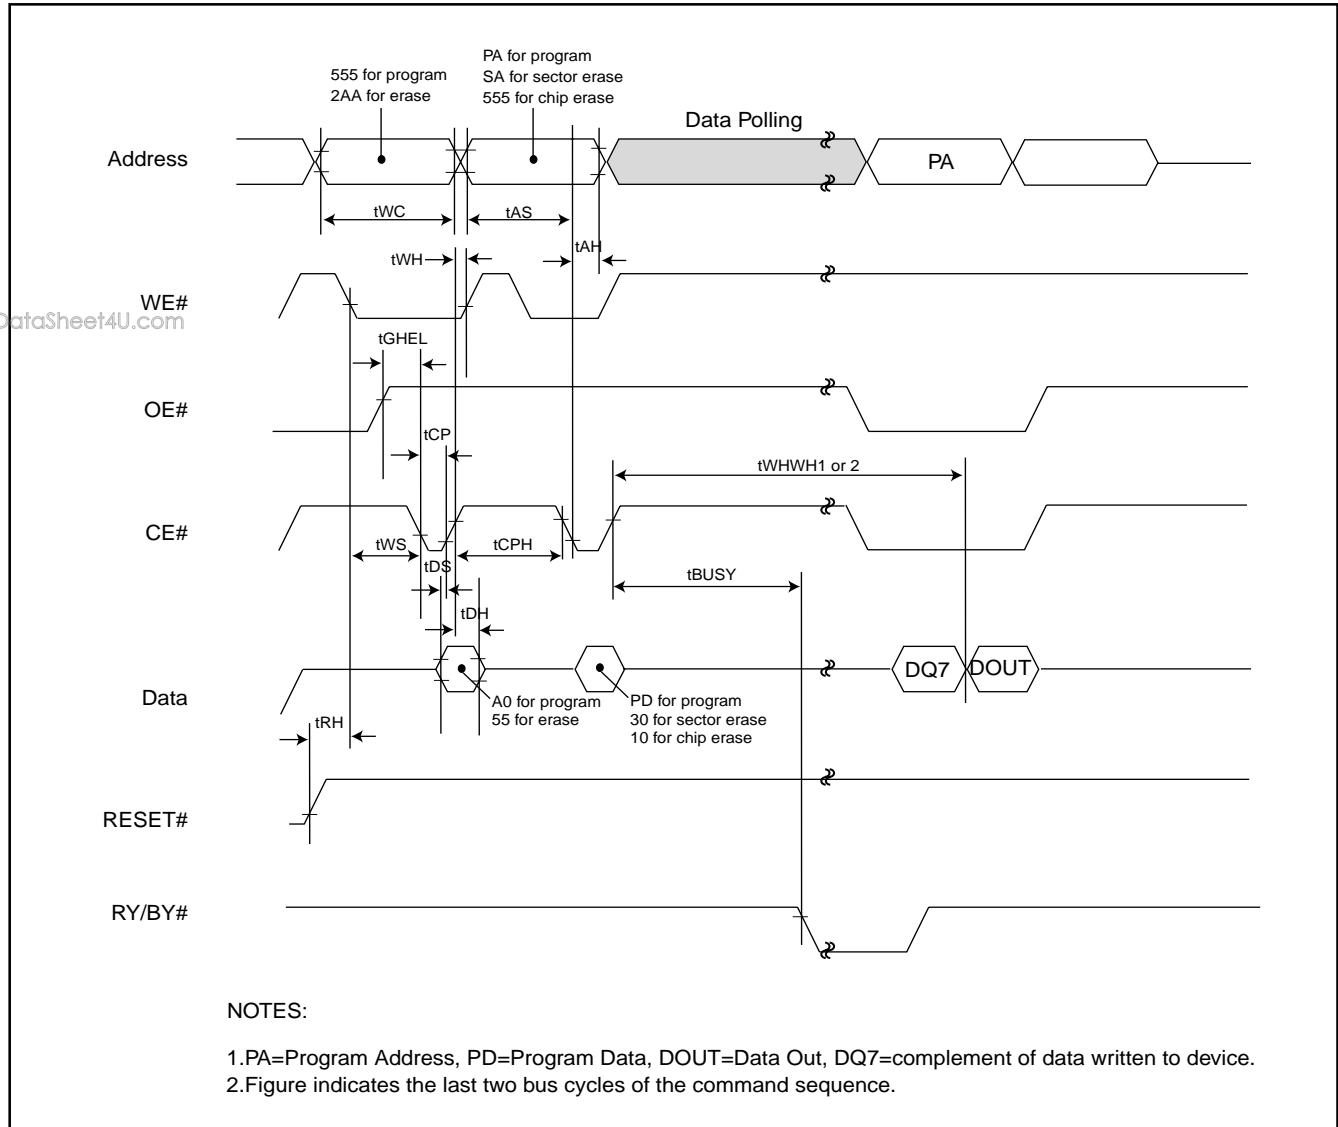 PA for program
555 for program
SA for sector erase
2AA for erase
555 for chip erase
Data Polling
Address
PA
tWC
tAS
tAH
tWH
WE#
DataSheet4U.com
tGHEL
OE#
tCP
tWHWH1 or 2
CE#
tWS
tCPH
tDS
tBUSY
tDH
DQ7
DOUT
Data
A0 for program
PD for program
55 for erase
30 for sector erase
tRH
10 for chip erase
RESET#
RY/BY#
NOTES:
1.PA=Program Address, PD=Program Data, DOUT=Data Out, DQ7=complement of data written to device.
2.Figure indicates the last two bus cycles of the command sequence.